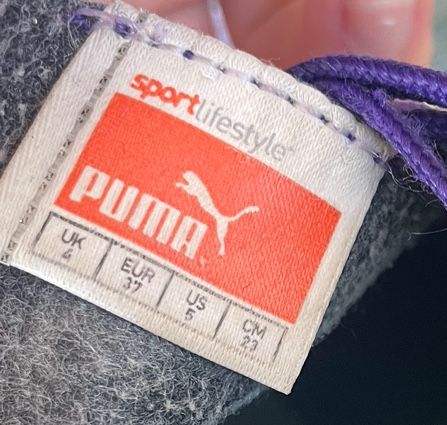 sportlifestyle
PUMA
UK EUR US CM
4 37 5 23